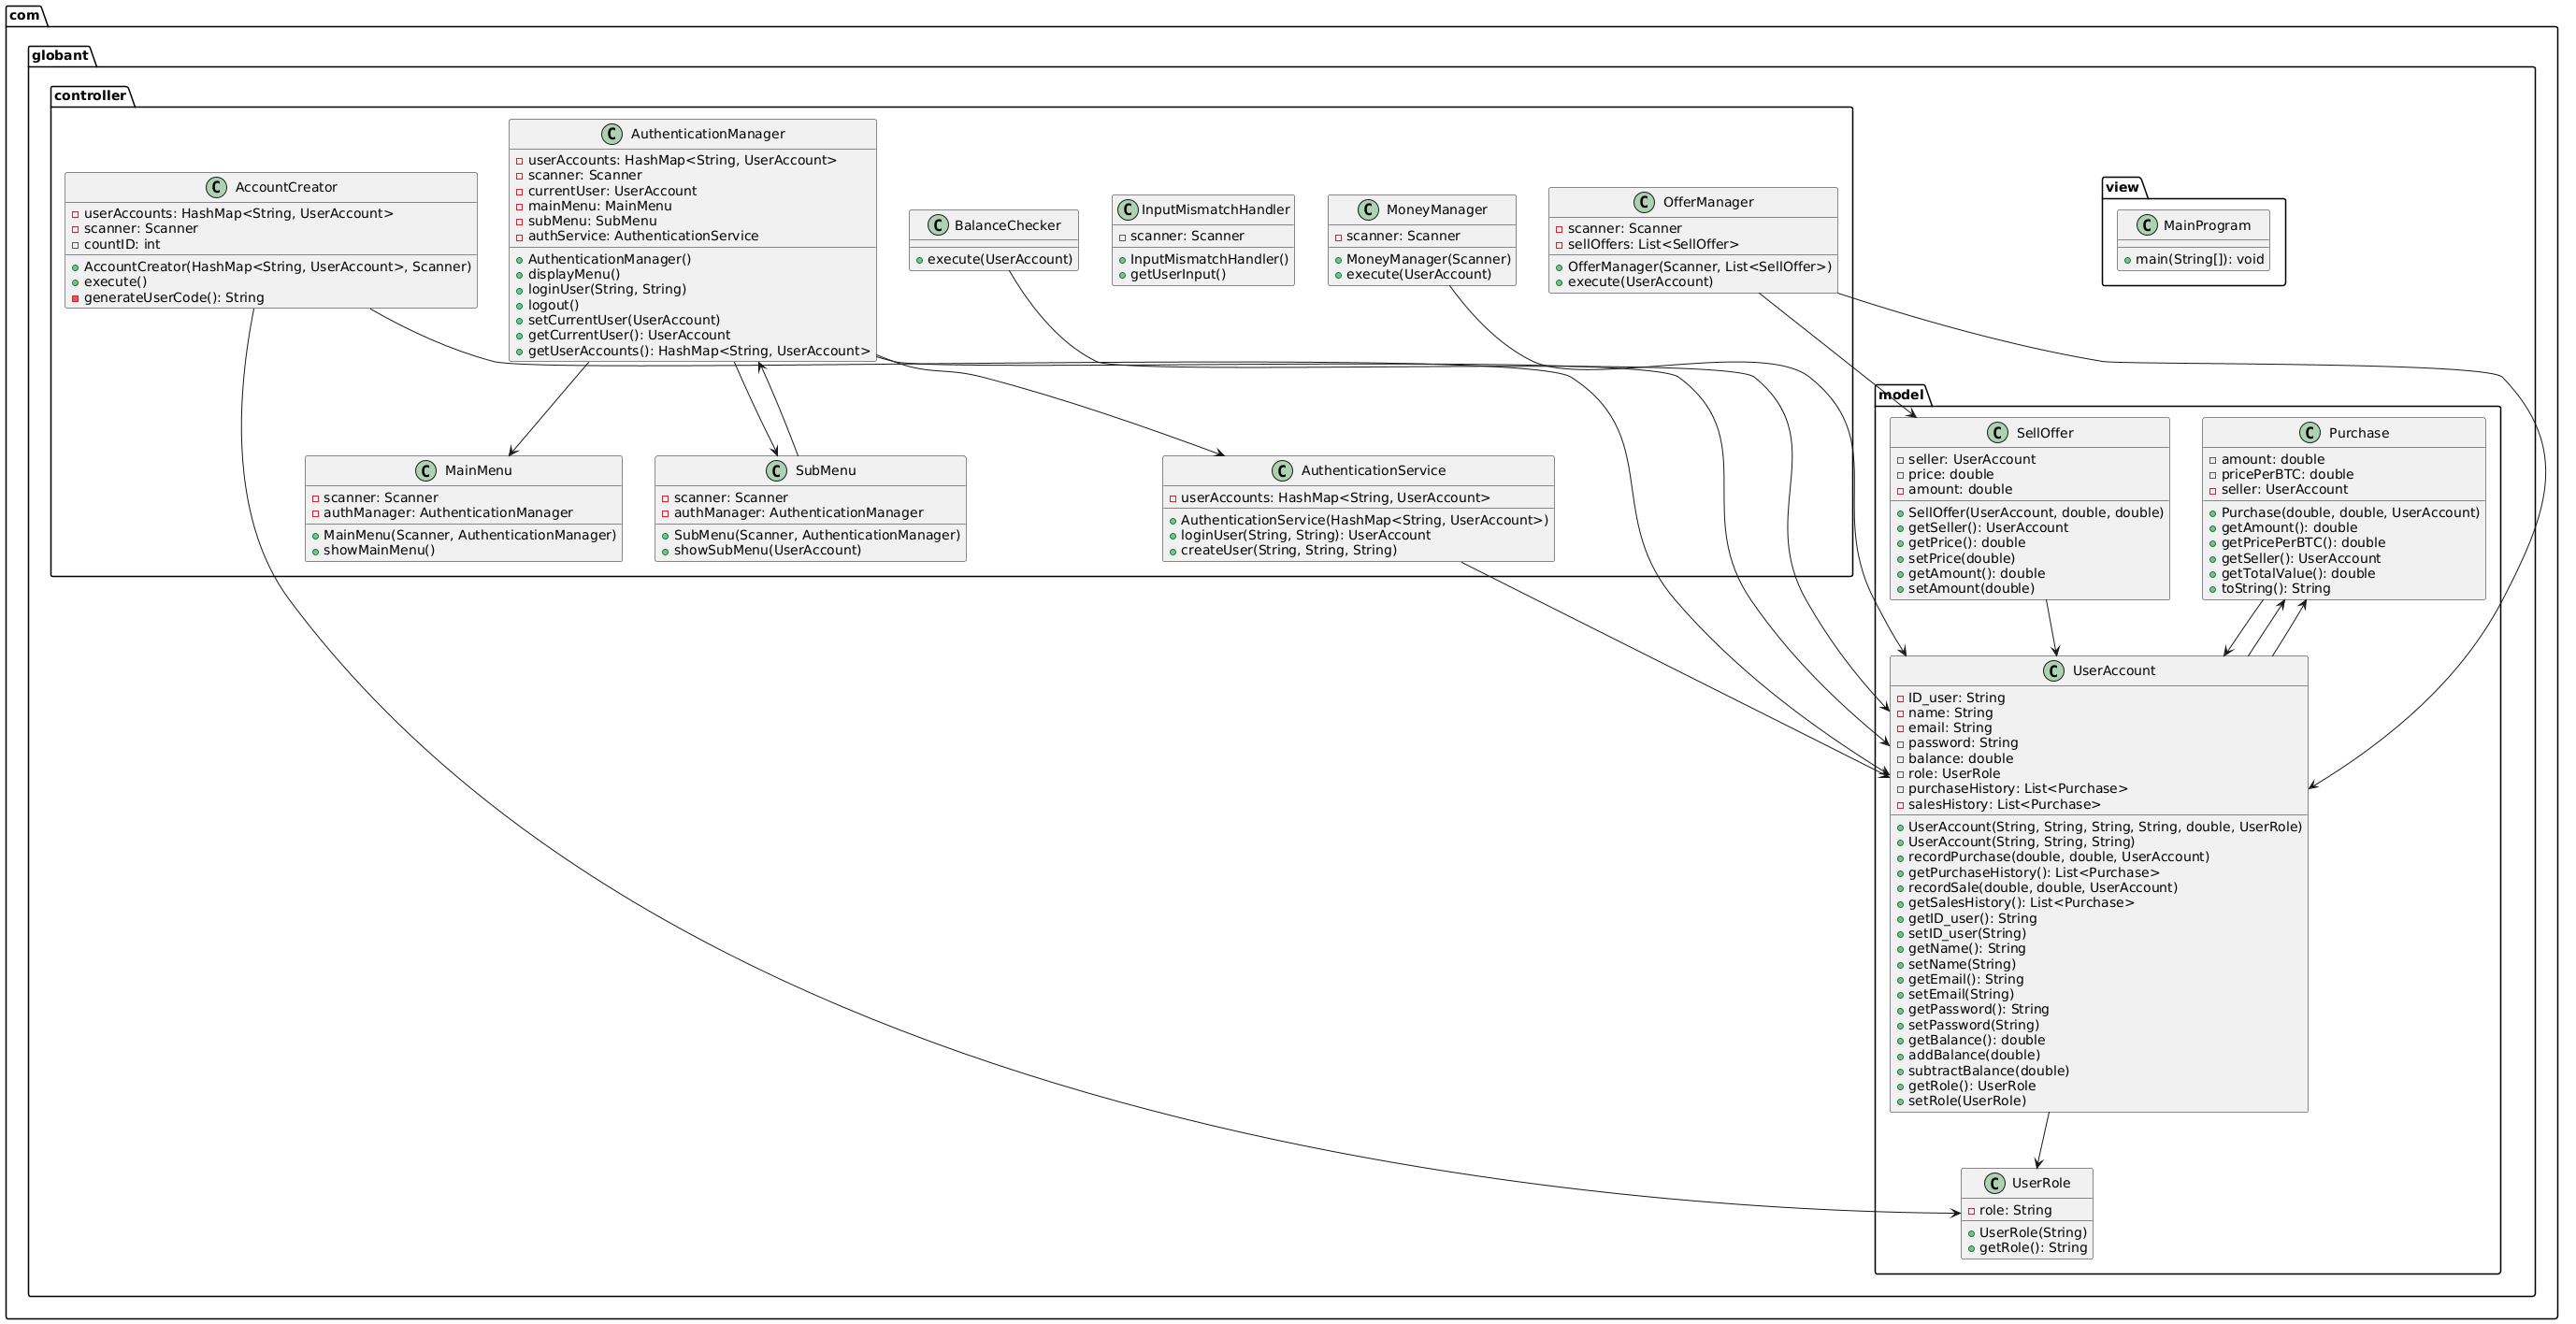 com
globant
controller
AccountCreator
userAccounts: HashMap<String, UserAccount>
scanner: Scanner
countID: int
AccountCreator(HashMap<String, UserAccount>, Scanner)
execute()
generateUserCode(): String
AuthenticationManager
userAccounts: HashMap<String, UserAccount>
scanner: Scanner
currentUser: UserAccount
mainMenu: MainMenu
subMenu: SubMenu
authService: AuthenticationService
AuthenticationManager()
displayMenu()
loginUser(String, String)
logout()
setCurrentUser(UserAccount)
getCurrentUser(): UserAccount
getUserAccounts(): HashMap<String, UserAccount>
BalanceChecker
execute(UserAccount)
InputMismatchHandler
scanner: Scanner
InputMismatchHandler()
getUserInput()
MoneyManager
scanner: Scanner
MoneyManager(Scanner)
execute(UserAccount)
OfferManager
scanner: Scanner
sellOffers: List<SellOffer>
OfferManager(Scanner, List<SellOffer>)
execute(UserAccount)
view
MainProgram
main(String[]): void
MainMenu
scanner: Scanner
authManager: AuthenticationManager
MainMenu(Scanner, AuthenticationManager)
showMainMenu()
SubMenu
scanner: Scanner
authManager: AuthenticationManager
SubMenu(Scanner, AuthenticationManager)
showSubMenu(UserAccount)
AuthenticationService
userAccounts: HashMap<String, UserAccount>
AuthenticationService(HashMap<String, UserAccount>)
loginUser(String, String): UserAccount
createUser(String, String, String)
model
SellOffer
seller: UserAccount
price: double
amount: double
SellOffer(UserAccount, double, double)
getSeller(): UserAccount
getPrice(): double
setPrice(double)
getAmount(): double
setAmount(double)
Purchase
amount: double
pricePerBTC: double
seller: UserAccount
Purchase(double, double, UserAccount)
getAmount(): double
getPricePerBTC(): double
getSeller(): UserAccount
getTotalValue(): double
toString(): String
UserAccount
ID_user: String
name: String
email: String
password: String
balance: double
role: UserRole
purchaseHistory: List<Purchase>
salesHistory: List<Purchase>
UserAccount(String, String, String, String, double, UserRole)
UserAccount(String, String, String)
recordPurchase(double, double, UserAccount)
getPurchaseHistory(): List<Purchase>
recordSale(double, double, UserAccount)
getSalesHistory(): List<Purchase>
getID_user(): String
setID_user(String)
getName(): String
setName(String)
getEmail(): String
setEmail(String)
getPassword(): String
setPassword(String)
getBalance(): double
addBalance(double)
subtractBalance(double)
getRole(): UserRole
setRole(UserRole)
UserRole
role: String
UserRole(String)
getRole(): String